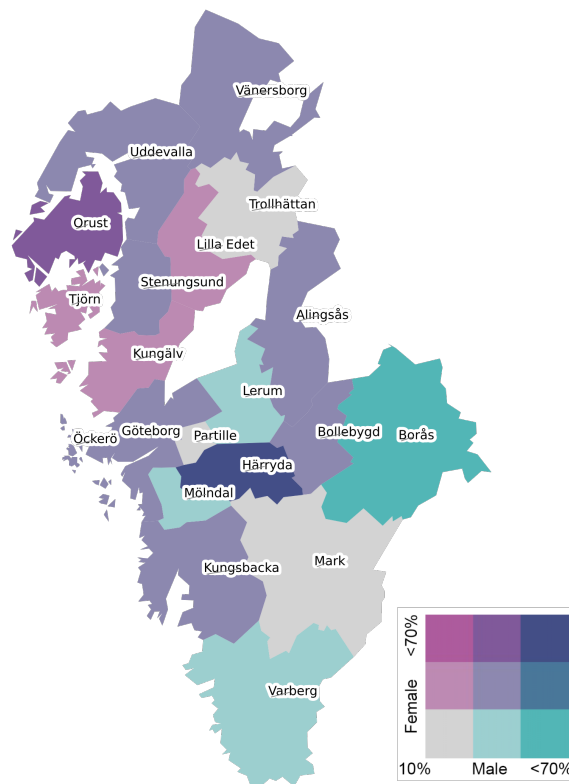 Vänersborg
Uddevalla
Trollhättan
Orust
Lilla Edet
Stenungsund
Tjörn
Alingsås
Kungälv
Lerum
Öckerö
Göteborg
Partille
Bollebygd
Borås
Härryda
Mölndal
Kungsbacka
Mark
Varberg
<70%
Female
10%
Male
<70%